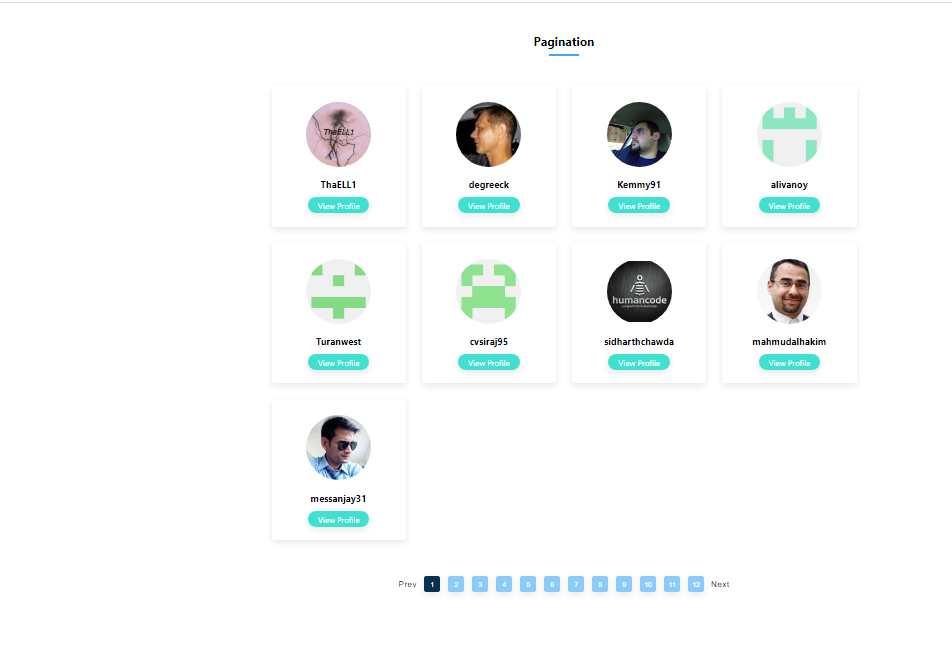 Pagination
ThaELL1
ThaELL1
View Profile
degreeck
View Profile
Kemmy91
View Profile
alivanoy
View Profile
Turanwest
View Profile
cvsiraj95
View Profile
humancode
sidharthchawda
View Profile
mahmudalhakim
View Profile
messanjay31
View Profile
Prev 1 2 3 4 5 6 7 8 9 10 11 12 Next